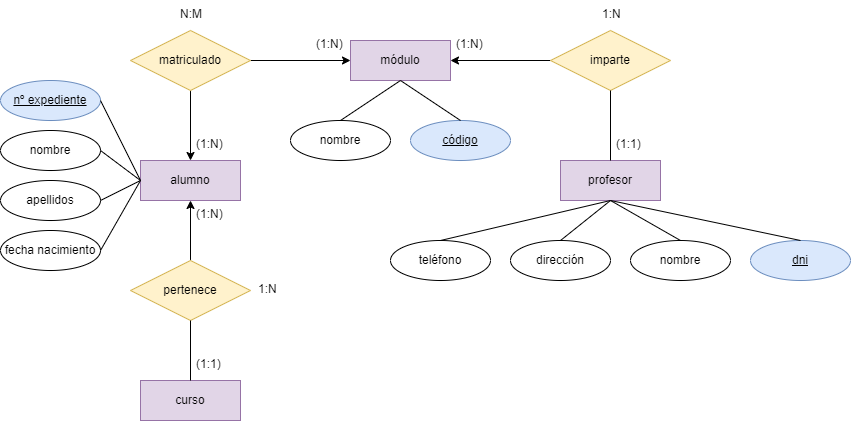 N:M
1:N
matriculado
(1:N)
módulo
(1:N)
imparte
nº expediente
nombre
apellidos
fecha nacimiento
(1:N)
alumno
(1:N)
nombre
código
(1:1)
profesor
teléfono
dirección
nombre
dni
pertenece
1:N
(1:1)
curso